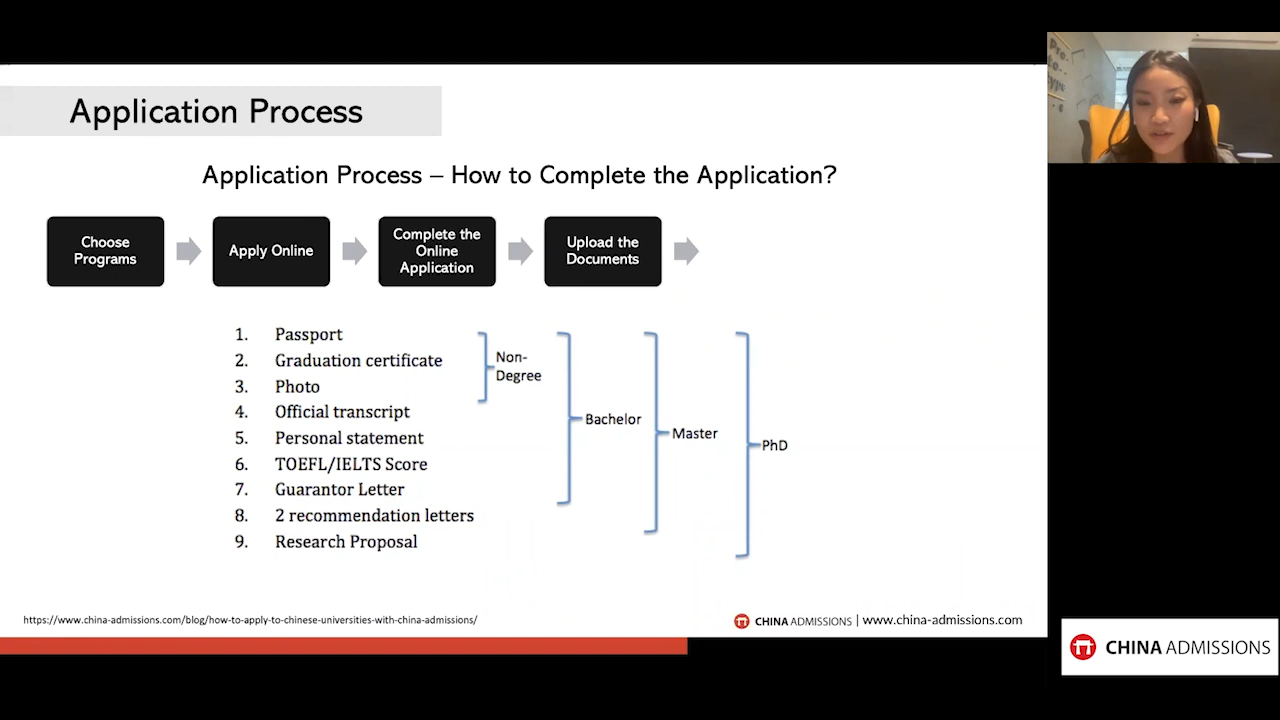 Application Process
Application Process – How to Complete the Application?
Choose
Programs
Apply Online
Complete the
Online
Application
Upload the
Documents
1. Passport
2. Graduation certificate
3. Photo
4. Official transcript
5. Personal statement
6. TOEFL/IELTS Score
7. Guarantor Letter
8. 2 recommendation letters
9. Research Proposal
Non-
Degree
Bachelor
Master
PhD
https://www.china-admissions.com/blog/how-to-apply-to-chinese-universities-with-china-admissions/
CHINA ADMISSIONS | www.china-admissions.com
pro-
to-
type
CHINA ADMISSIONS